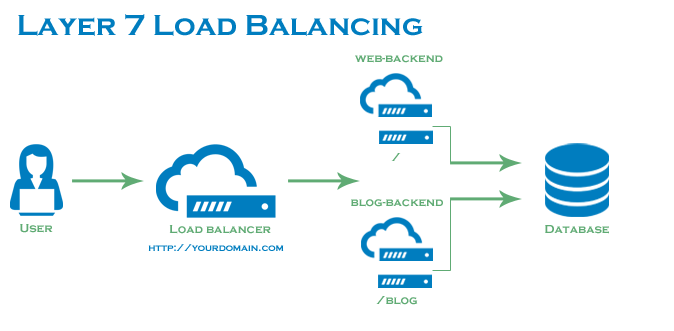 Layer 7 Load Balancing
web-backend
/
User
Load balancer
http://yourdomain.com
blog-backend
/blog
Database